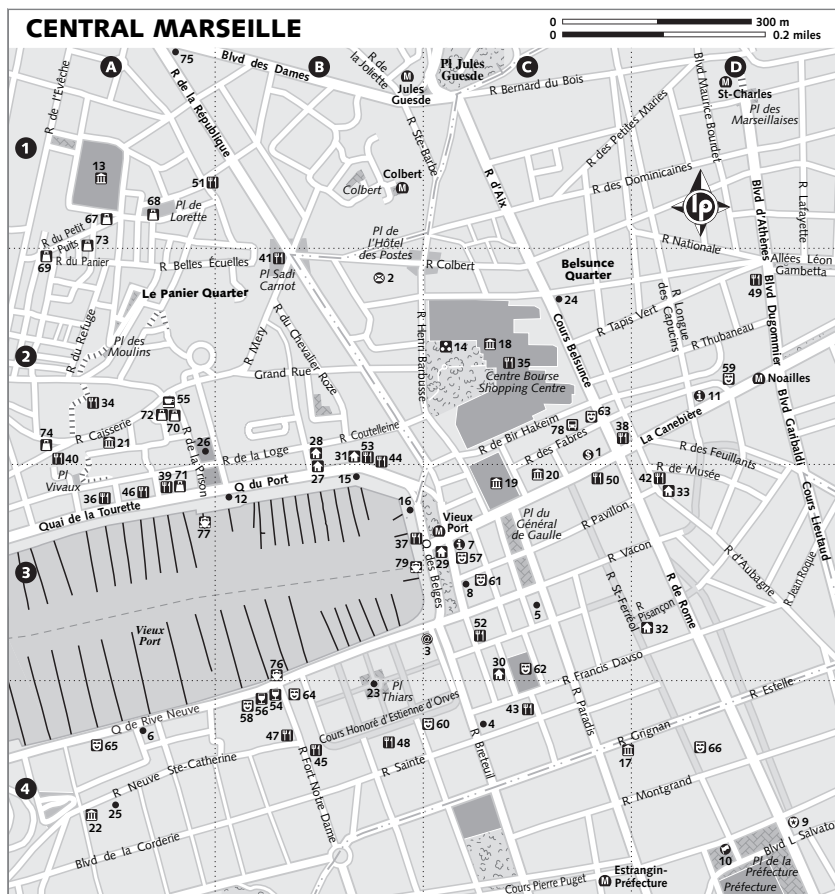 CENTRAL MARSEILLE
0 300 m
0 0.2 miles
A
B
C
D
1
2
3
4
75
Blvd des Dames
R de la Joliette
Jules Guesde
Pl Jules Guesde
R Bernard du Bois
Blvd Maurice Bourdet
St-Charles
Pl des Marseillaises
R de l'Evêche
R de la République
R Ste-Barbe
R des Petites Maries
R d'Aix
R des Dominicaines
Colbert
Colbert
13
51
68
Pl de Lorette
67
R du Petit Puits
73
69
R du Panier
R Belles Écuelles
41
Pl Sadi Carnot
Pl de l'Hôtel des Postes
2
R Colbert
Belsunce Quarter
R Nationale
Blvd d'Athènes
R Lafayette
Allées Léon Gambetta
49
24
Le Panier Quarter
R Méry
R du Chevalier Roze
R Henri Barbusse
Cours Belsunce
R Tapis Vert
R Longue des Capucins
R Thubaneau
Blvd Dugommier
R du Refuge
Pl des Moulins
14
18
35
Centre Bourse Shopping Centre
59
Noailles
11
Grand Rue
34
55
72
70
63
78
38
La Canebière
R de Bir Hakeim
R des Fabres
1
Blvd Garibaldi
74
R Caisserie
21
26
R de la Prison
28
R Coutelleine
31
53
44
R de la Loge
40
Pl Vivaux
39
71
36
46
Q du Port
27
15
12
Quai de la Tourette
77
16
19
20
50
42
33
R des Feuillants
R de Musée
Cours Lieutaud
Vieux Port
7
57
29
37
79
Q des Belges
Pl du Général de Gaulle
R Pavillon
R Vacon
61
8
5
R St-Ferréol
R Pisançon
32
R de Rome
R d'Aubagne
R Jean Roque
Vieux Port
52
3
30
62
R Francis Davso
76
64
23
Pl Thiars
Cours Honoré d'Estienne d'Orves
Q de Rive Neuve
58
56
54
65
6
47
45
48
60
4
43
R Paradis
R Estelle
R Grignan
17
66
R Neuve Ste-Catherine
R Fort Notre Dame
R Sainte
R Breteuil
R Montgrand
25
22
Blvd de la Corderie
9
Blvd L Salvator
10
Pl de la Préfecture
Préfecture
Cours Pierre Puget
Estrangin-Préfecture
lp